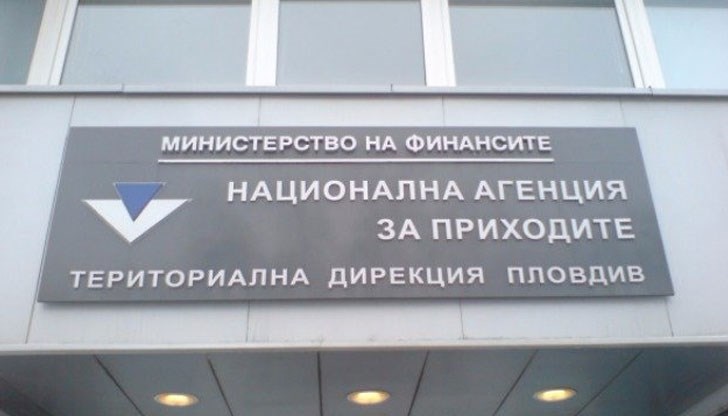 МИНИСТЕРСТВО НА ФИНАНСИТЕ
НАЦИОНАЛНА АГЕНЦИЯ
ЗА ПРИХОДИТЕ
ТЕРИТОРИАЛНА ДИРЕКЦИЯ ПЛОВДИВ